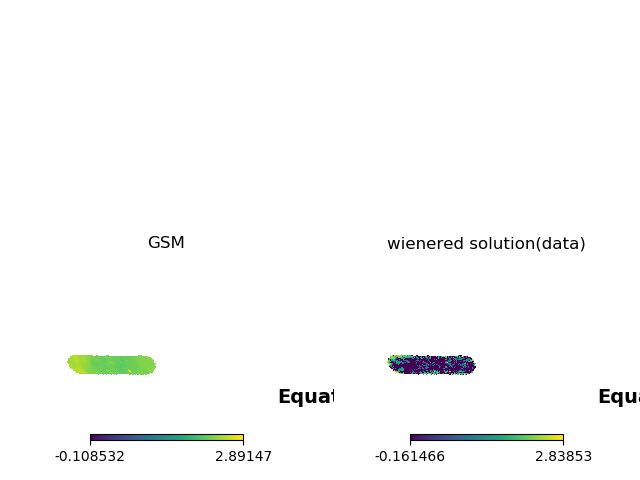 GSM
wienered solution(data)
Equat
Equa
-0.108532
2.89147
-0.161466
2.83853